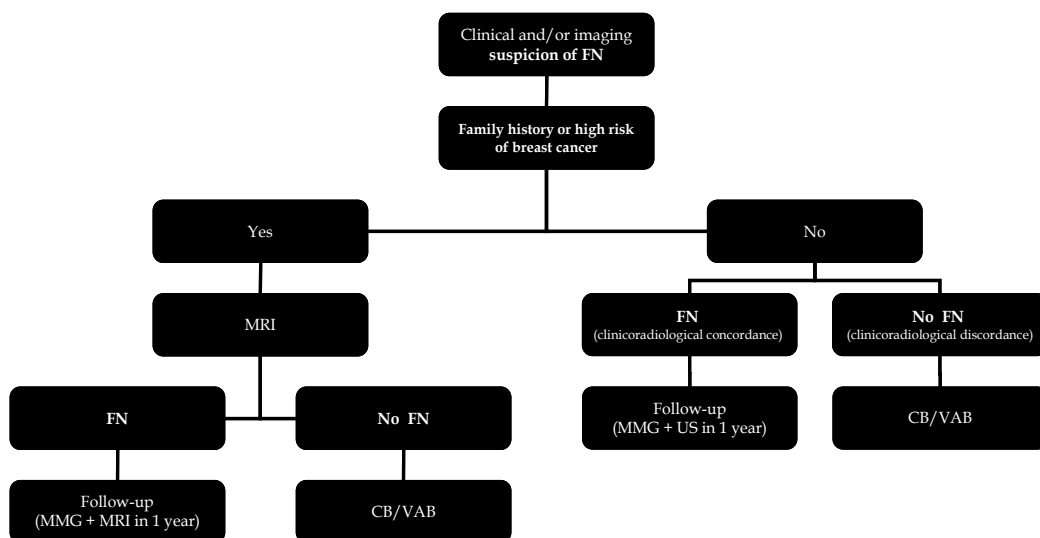 Clinical and/or imaging
suspicion of FN
Family history or high risk
of breast cancer
Yes
No
MRI
FN
(clinicoradiological concordance)
No FN
(clinicoradiological discordance)
FN
No FN
Follow-up
(MMG + US in 1 year)
CB/VAB
Follow-up
(MMG + MRI in 1 year)
CB/VAB